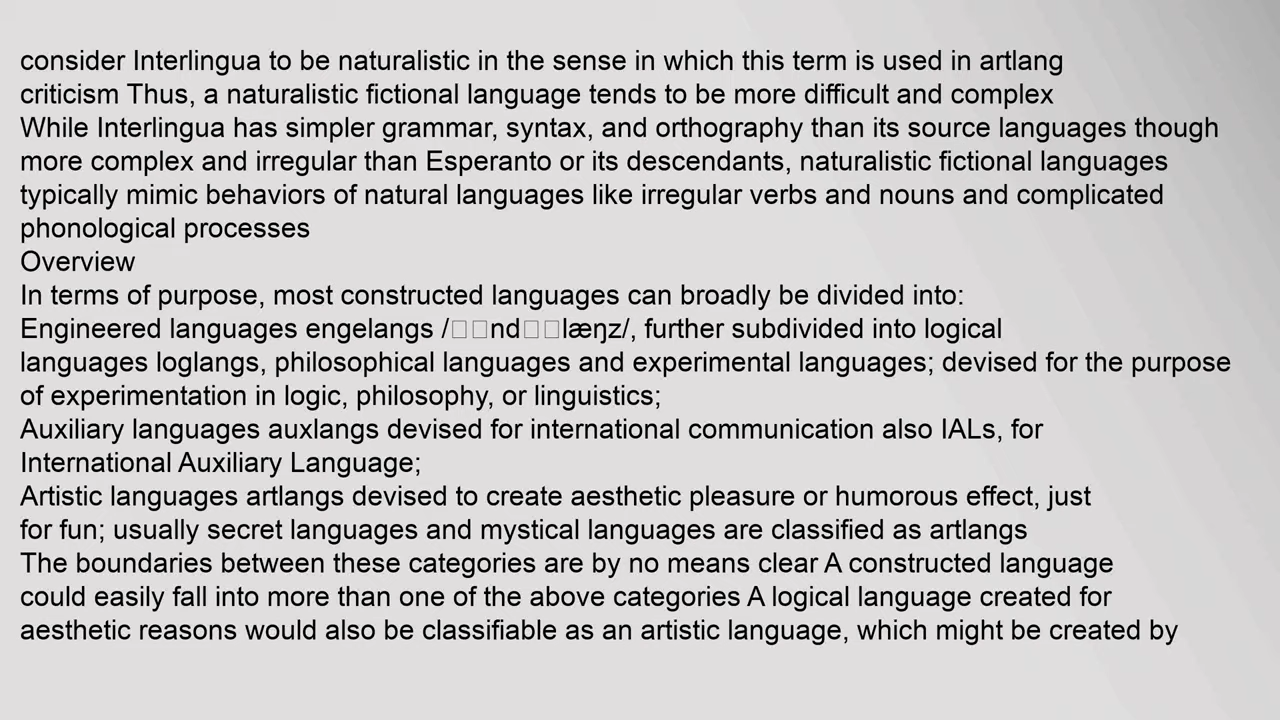 consider Interlingua to be naturalistic in the sense in which this term is used in artlang
criticism Thus, a naturalistic fictional language tends to be more difficult and complex
While Interlingua has simpler grammar, syntax, and orthography than its source languages though
more complex and irregular than Esperanto or its descendants, naturalistic fictional languages
typically mimic behaviors of natural languages like irregular verbs and nouns and complicated
phonological processes
Overview
In terms of purpose, most constructed languages can broadly be divided into:
Engineered languages engelangs /□□nd□□læŋz/, further subdivided into logical
languages loglangs, philosophical languages and experimental languages; devised for the purpose
of experimentation in logic, philosophy, or linguistics;
Auxiliary languages auxlangs devised for international communication also IALs, for
International Auxiliary Language;
Artistic languages artlangs devised to create aesthetic pleasure or humorous effect, just
for fun; usually secret languages and mystical languages are classified as artlangs
The boundaries between these categories are by no means clear A constructed language
could easily fall into more than one of the above categories A logical language created for
aesthetic reasons would also be classifiable as an artistic language, which might be created by